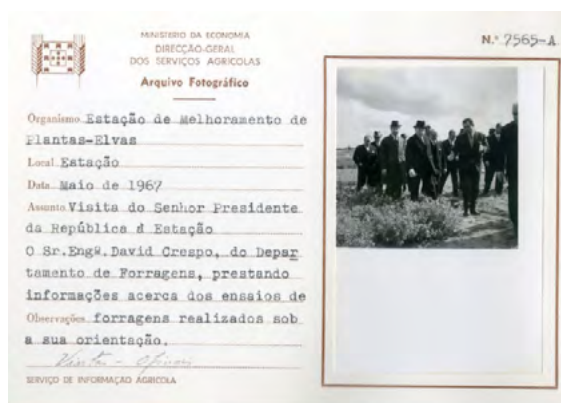 MINISTÉRIO DA ECONOMIA
DIRECÇÃO-GERAL
DOS SERVIÇOS AGRÍCOLAS
Arquivo Fotográfico
N.º 7565-A
Organismo Estação de Melhoramento de
Plantas-Elvas
Local Estação
Data Maio de 1967
Assunto Visita do Senhor Presidente
da República á Estação
O Sr.Engº.David Crespo, do Depar
tamento de Forragens, prestando
informações acerca dos ensaios de
Observações forragens realizados sob
a sua orientação.
SERVIÇO DE INFORMAÇÃO AGRÍCOLA